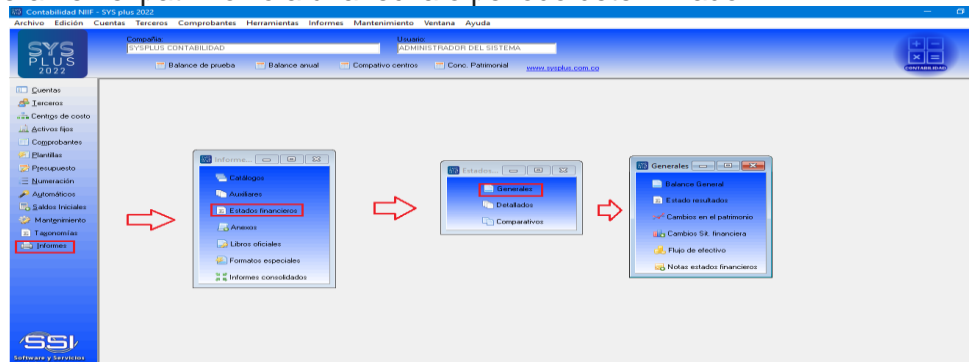 Contabilidad NIIF - SYS plus 2022
Archivo Edición Cuentas Terceros Comprobantes Herramientas Informes Mantenimiento Ventana Ayuda
SYS
PLUS
2022
Compañia:
SYSPLUS CONTABILIDAD
Usuario:
ADMINISTRADOR DEL SISTEMA
Balance de prueba Balance anual Compativo centros Conc. Patrimonial www.sysplus.com.co
CONTABILIDAD
Cuentas
Terceros
Centros de costo
Activos fijos
Comprobantes
Plantillas
Presupuesto
Numeración
Automáticos
Saldos Iniciales
Mantenimiento
Taxonomías
Informes
Informe...
Catálogos
Auxiliares
Estados financieros
Anexos
Libros oficiales
Formatos especiales
Informes consolidados
Estados...
Generales
Detallados
Comparativos
Generales
Balance General
Estado resultados
Cambios en el patrimonio
Cambios Sit. financiera
Flujo de efectivo
Notas estados financieros
SSI
Software y Servicios